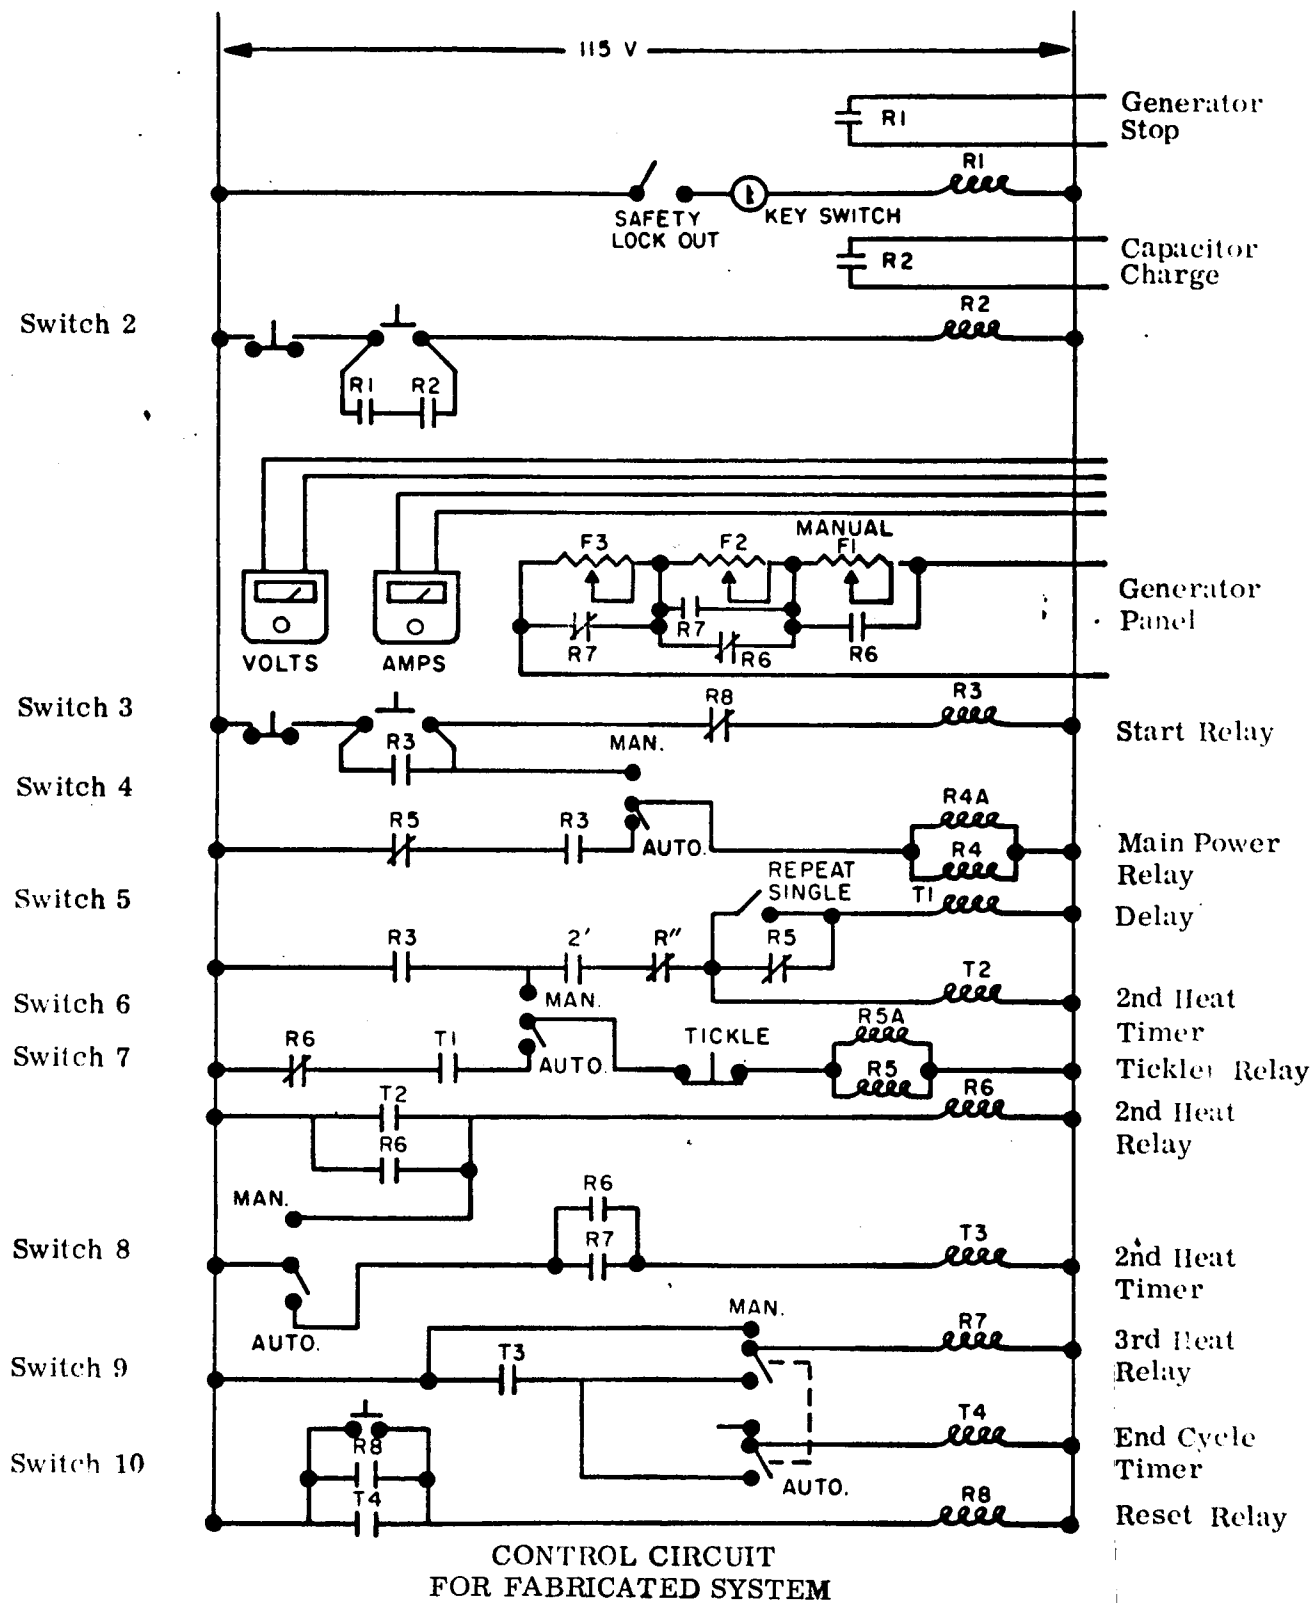 115 V
R1
Generator
Stop
R1
SAFETY
LOCK OUT
KEY SWITCH
R2
Capacitor
Charge
Switch 2
R2
R1 R2
MANUAL
F3 F2 F1
R7
R7
R6
R6
Generator
Panel
VOLTS AMPS
Switch 3
R8
R3
R3
Start Relay
MAN.
Switch 4
R5
R3
AUTO.
R4A
R4
Main Power
Relay
Switch 5
REPEAT
SINGLE
T1
Delay
R3
2'
R"
R5
T2
2nd Heat
Timer
Switch 6
MAN.
Switch 7
R6
T1
AUTO.
TICKLE
R5A
R5
Tickler Relay
T2
R6
R6
2nd Heat
Relay
MAN.
R6
Switch 8
R7
T3
2nd Heat
Timer
AUTO.
MAN.
R7
3rd Heat
Relay
Switch 9
T3
T4
End Cycle
Timer
AUTO.
Switch 10
R8
T4
R8
Reset Relay
CONTROL CIRCUIT
FOR FABRICATED SYSTEM